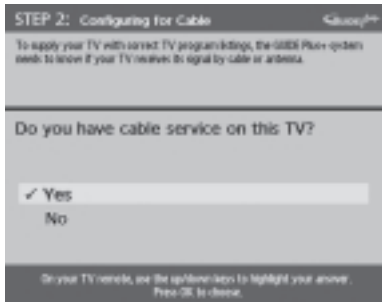 STEP 2: Configuring for Cable
To supply your TV with correct TV program listings, the GUIDE Plus+ system
needs to know if your TV receives its signal by cable or antenna.
Do you have cable service on this TV?
✓ Yes
No
On your TV remote, use the up/down keys to highlight your answer.
Press OK to choose.